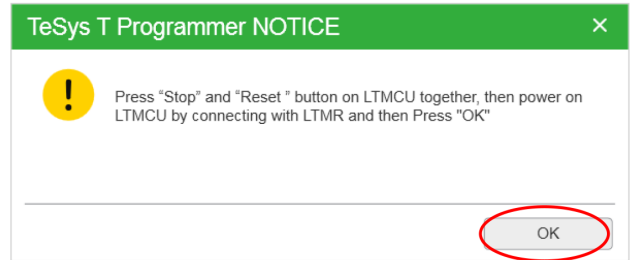 TeSys T Programmer NOTICE
Press “Stop” and “Reset ” button on LTMCU together, then power on
LTMCU by connecting with LTMR and then Press "OK"
OK